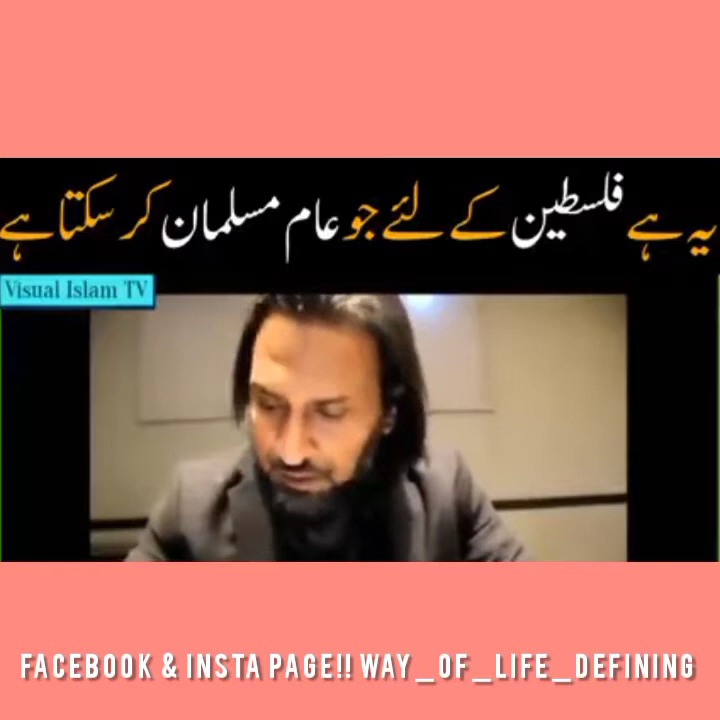 یہ ہے فلسطین کے لئے جو عام مسلمان کر سکتا ہے
Visual Islam TV
FACEBOOK & INSTA PAGE!! WAY_OF_LIFE_DEFINING